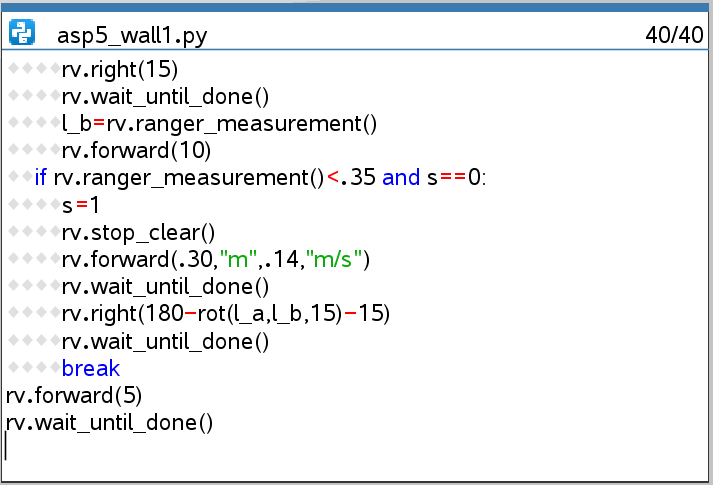 asp5_wall1.py 40/40
◆◆◆◆rv.right(15)
◆◆◆◆rv.wait_until_done()
◆◆◆◆l_b=rv.ranger_measurement()
◆◆◆◆rv.forward(10)
◆◆if rv.ranger_measurement()<.35 and s==0:
◆◆◆◆s=1
◆◆◆◆rv.stop_clear()
◆◆◆◆rv.forward(.30,"m",.14,"m/s")
◆◆◆◆rv.wait_until_done()
◆◆◆◆rv.right(180-rot(l_a,l_b,15)-15)
◆◆◆◆rv.wait_until_done()
◆◆◆◆break
rv.forward(5)
rv.wait_until_done()